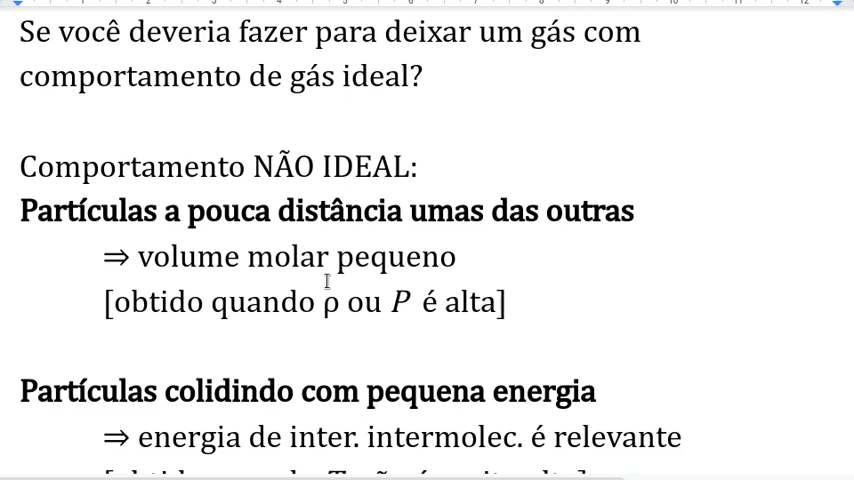 Se você deveria fazer para deixar um gás com
comportamento de gás ideal?
Comportamento NÃO IDEAL:
Partículas a pouca distância umas das outras
⇒ volume molar pequeno
[obtido quando ρ ou P é alta]
Partículas colidindo com pequena energia
⇒ energia de inter. intermolec. é relevante